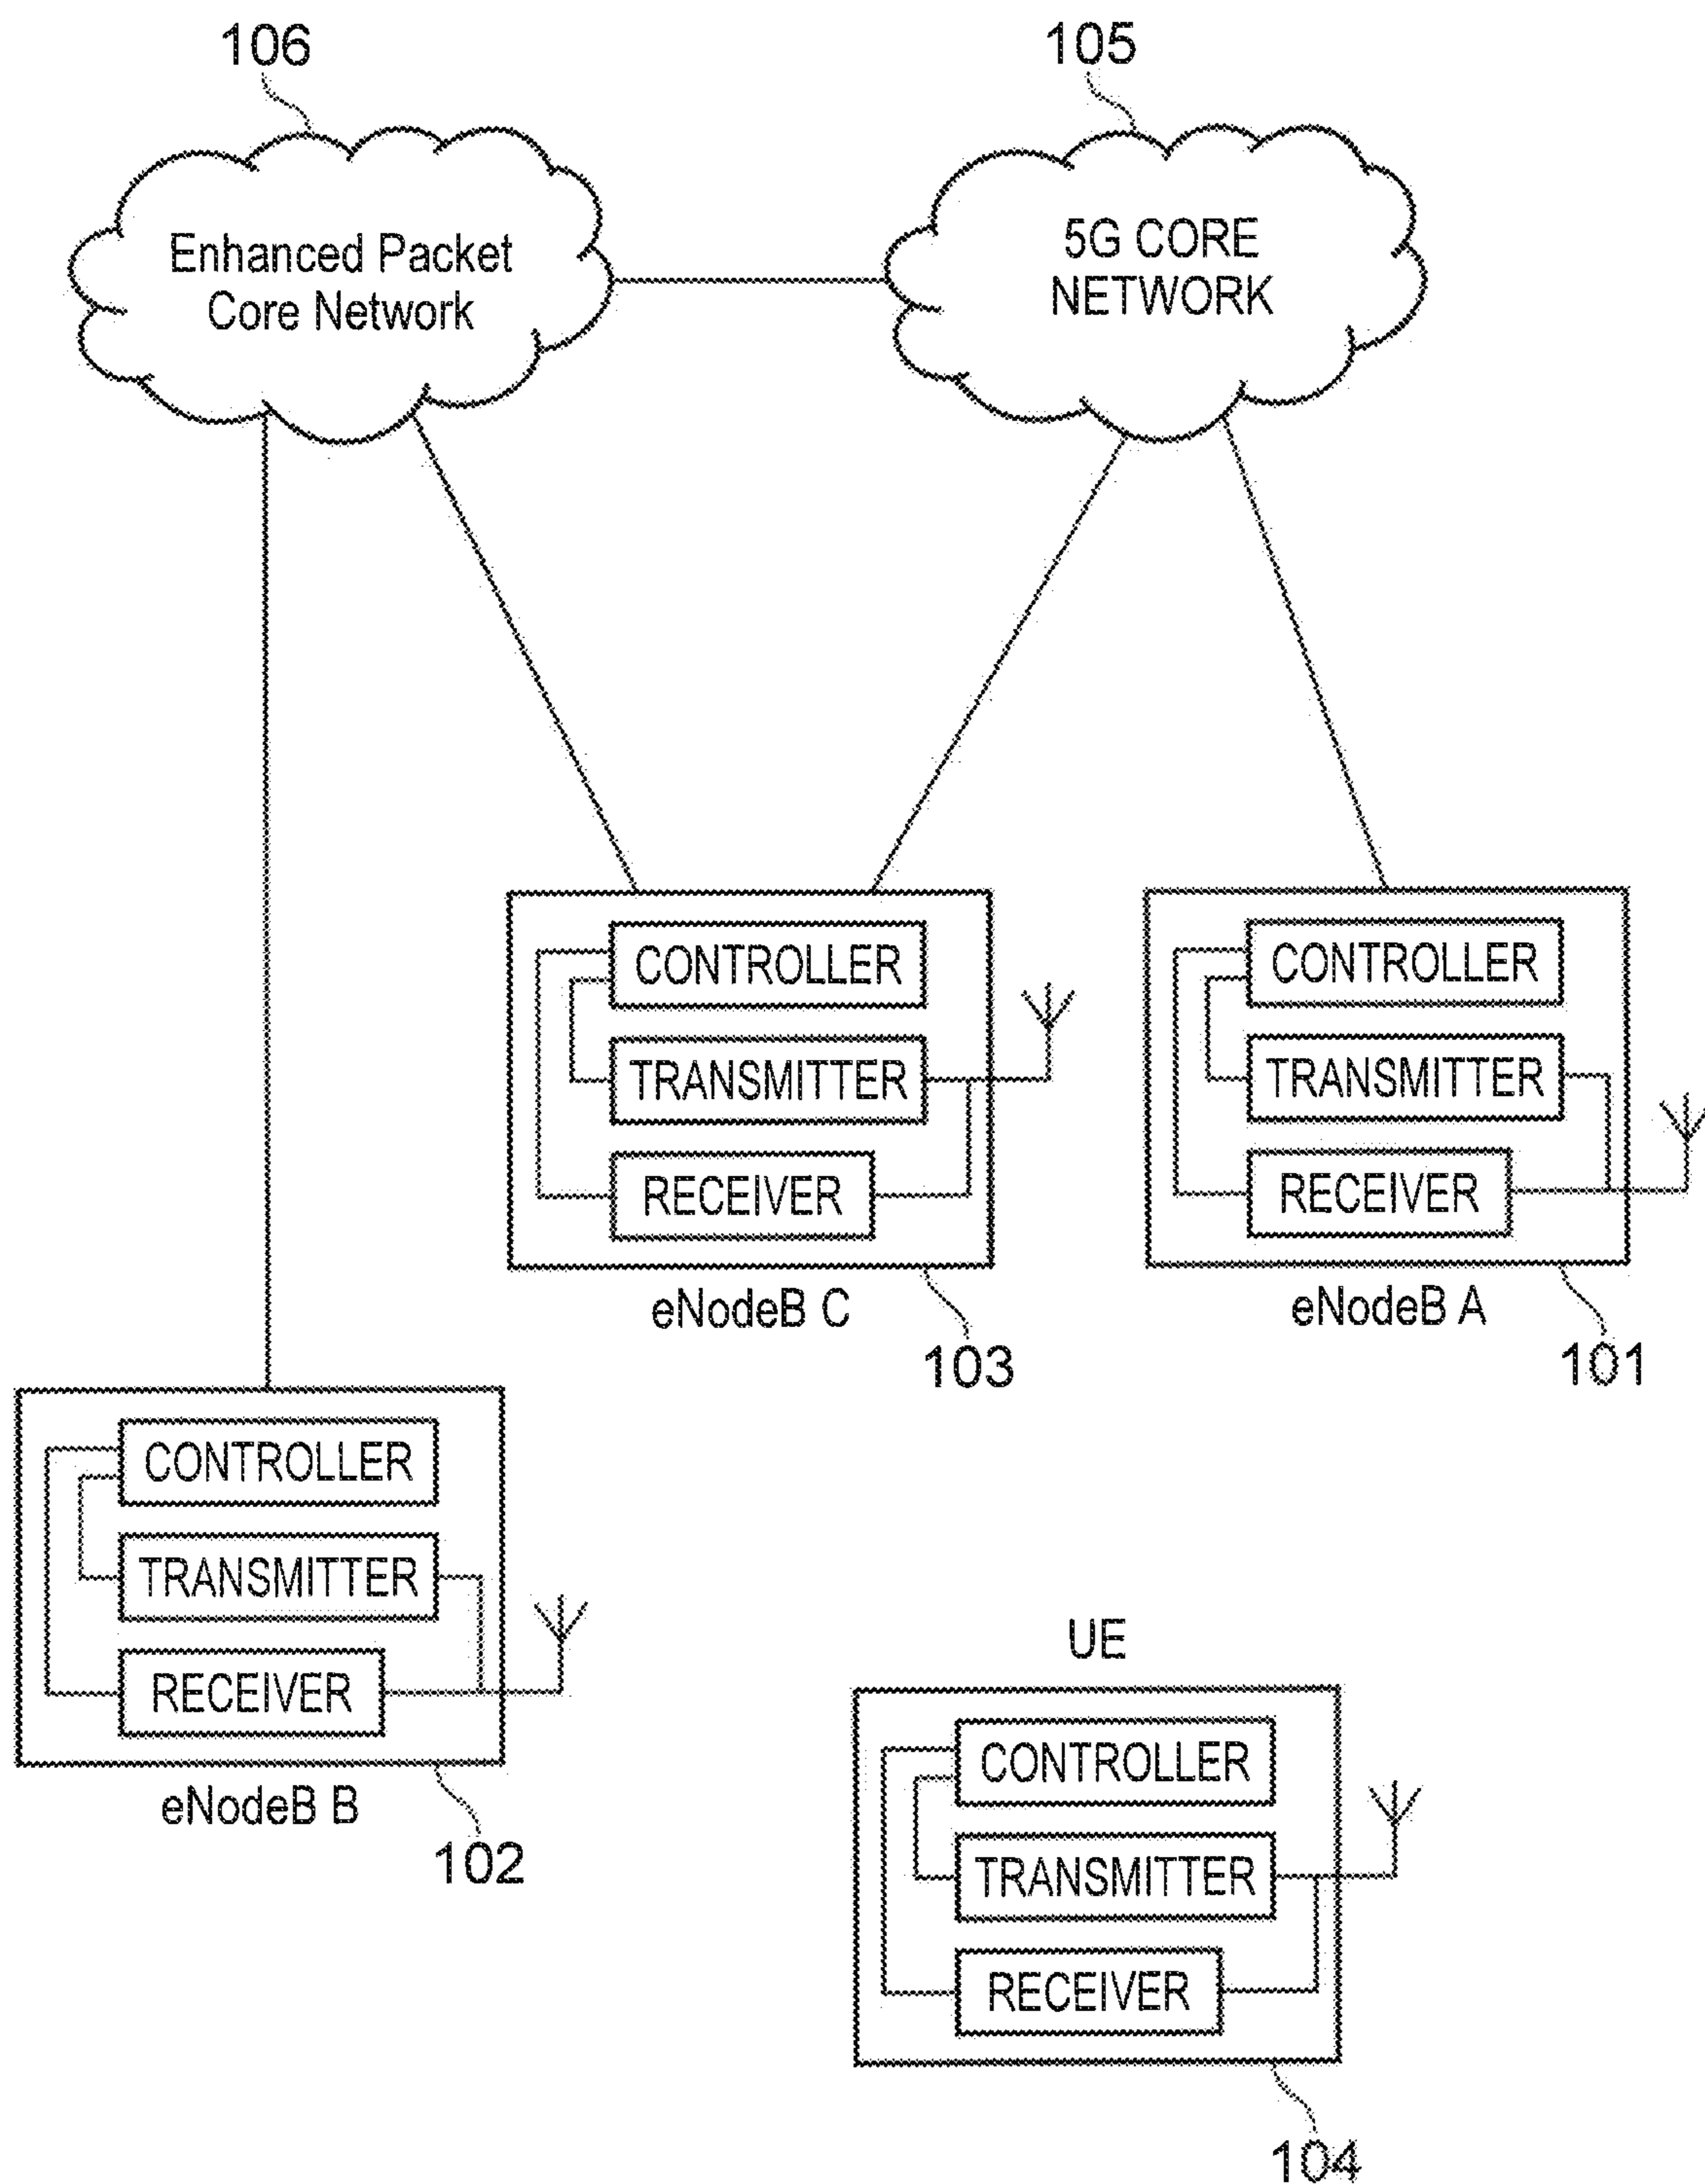 106
105
Enhanced Packet
Core Network
5G CORE
NETWORK
CONTROLLER
TRANSMITTER
RECEIVER
eNodeB C
103
CONTROLLER
TRANSMITTER
RECEIVER
eNodeB A
101
CONTROLLER
TRANSMITTER
RECEIVER
eNodeB B
102
UE
CONTROLLER
TRANSMITTER
RECEIVER
104